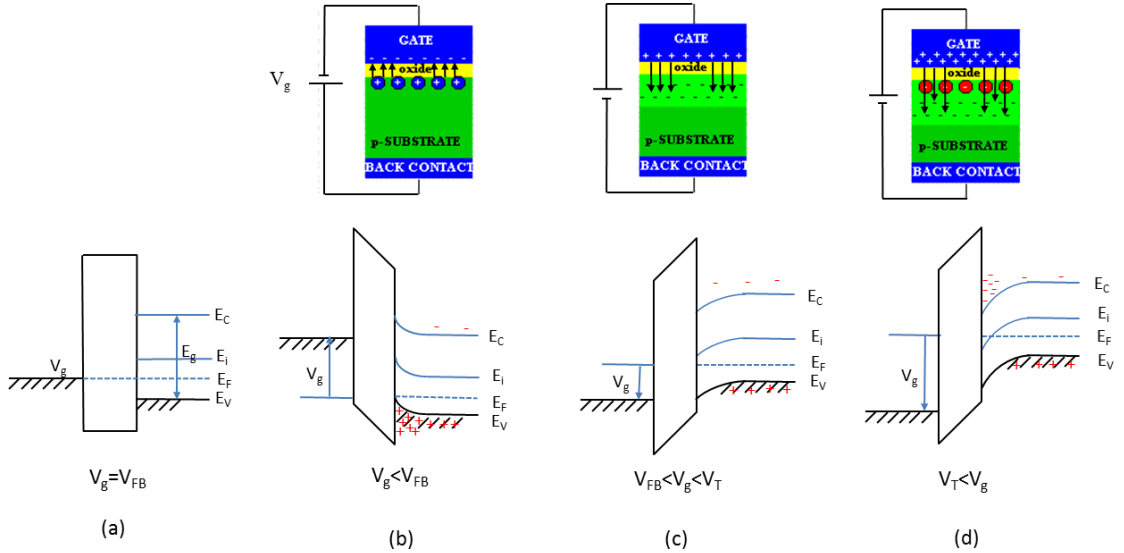 GATE
oxide
V_g
p-SUBSTRATE
BACK CONTACT
GATE
oxide
p-SUBSTRATE
BACK CONTACT
GATE
oxide
p-SUBSTRATE
BACK CONTACT
E_C
E_g
E_i
V_g
E_F
E_V
V_g=V_FB
(a)
E_C
V_g
E_i
E_F
E_V
V_g<V_FB
(b)
E_C
E_i
E_F
V_g
E_V
V_FB<V_g<V_T
(c)
E_C
E_i
E_F
V_g
E_V
V_T<V_g
(d)